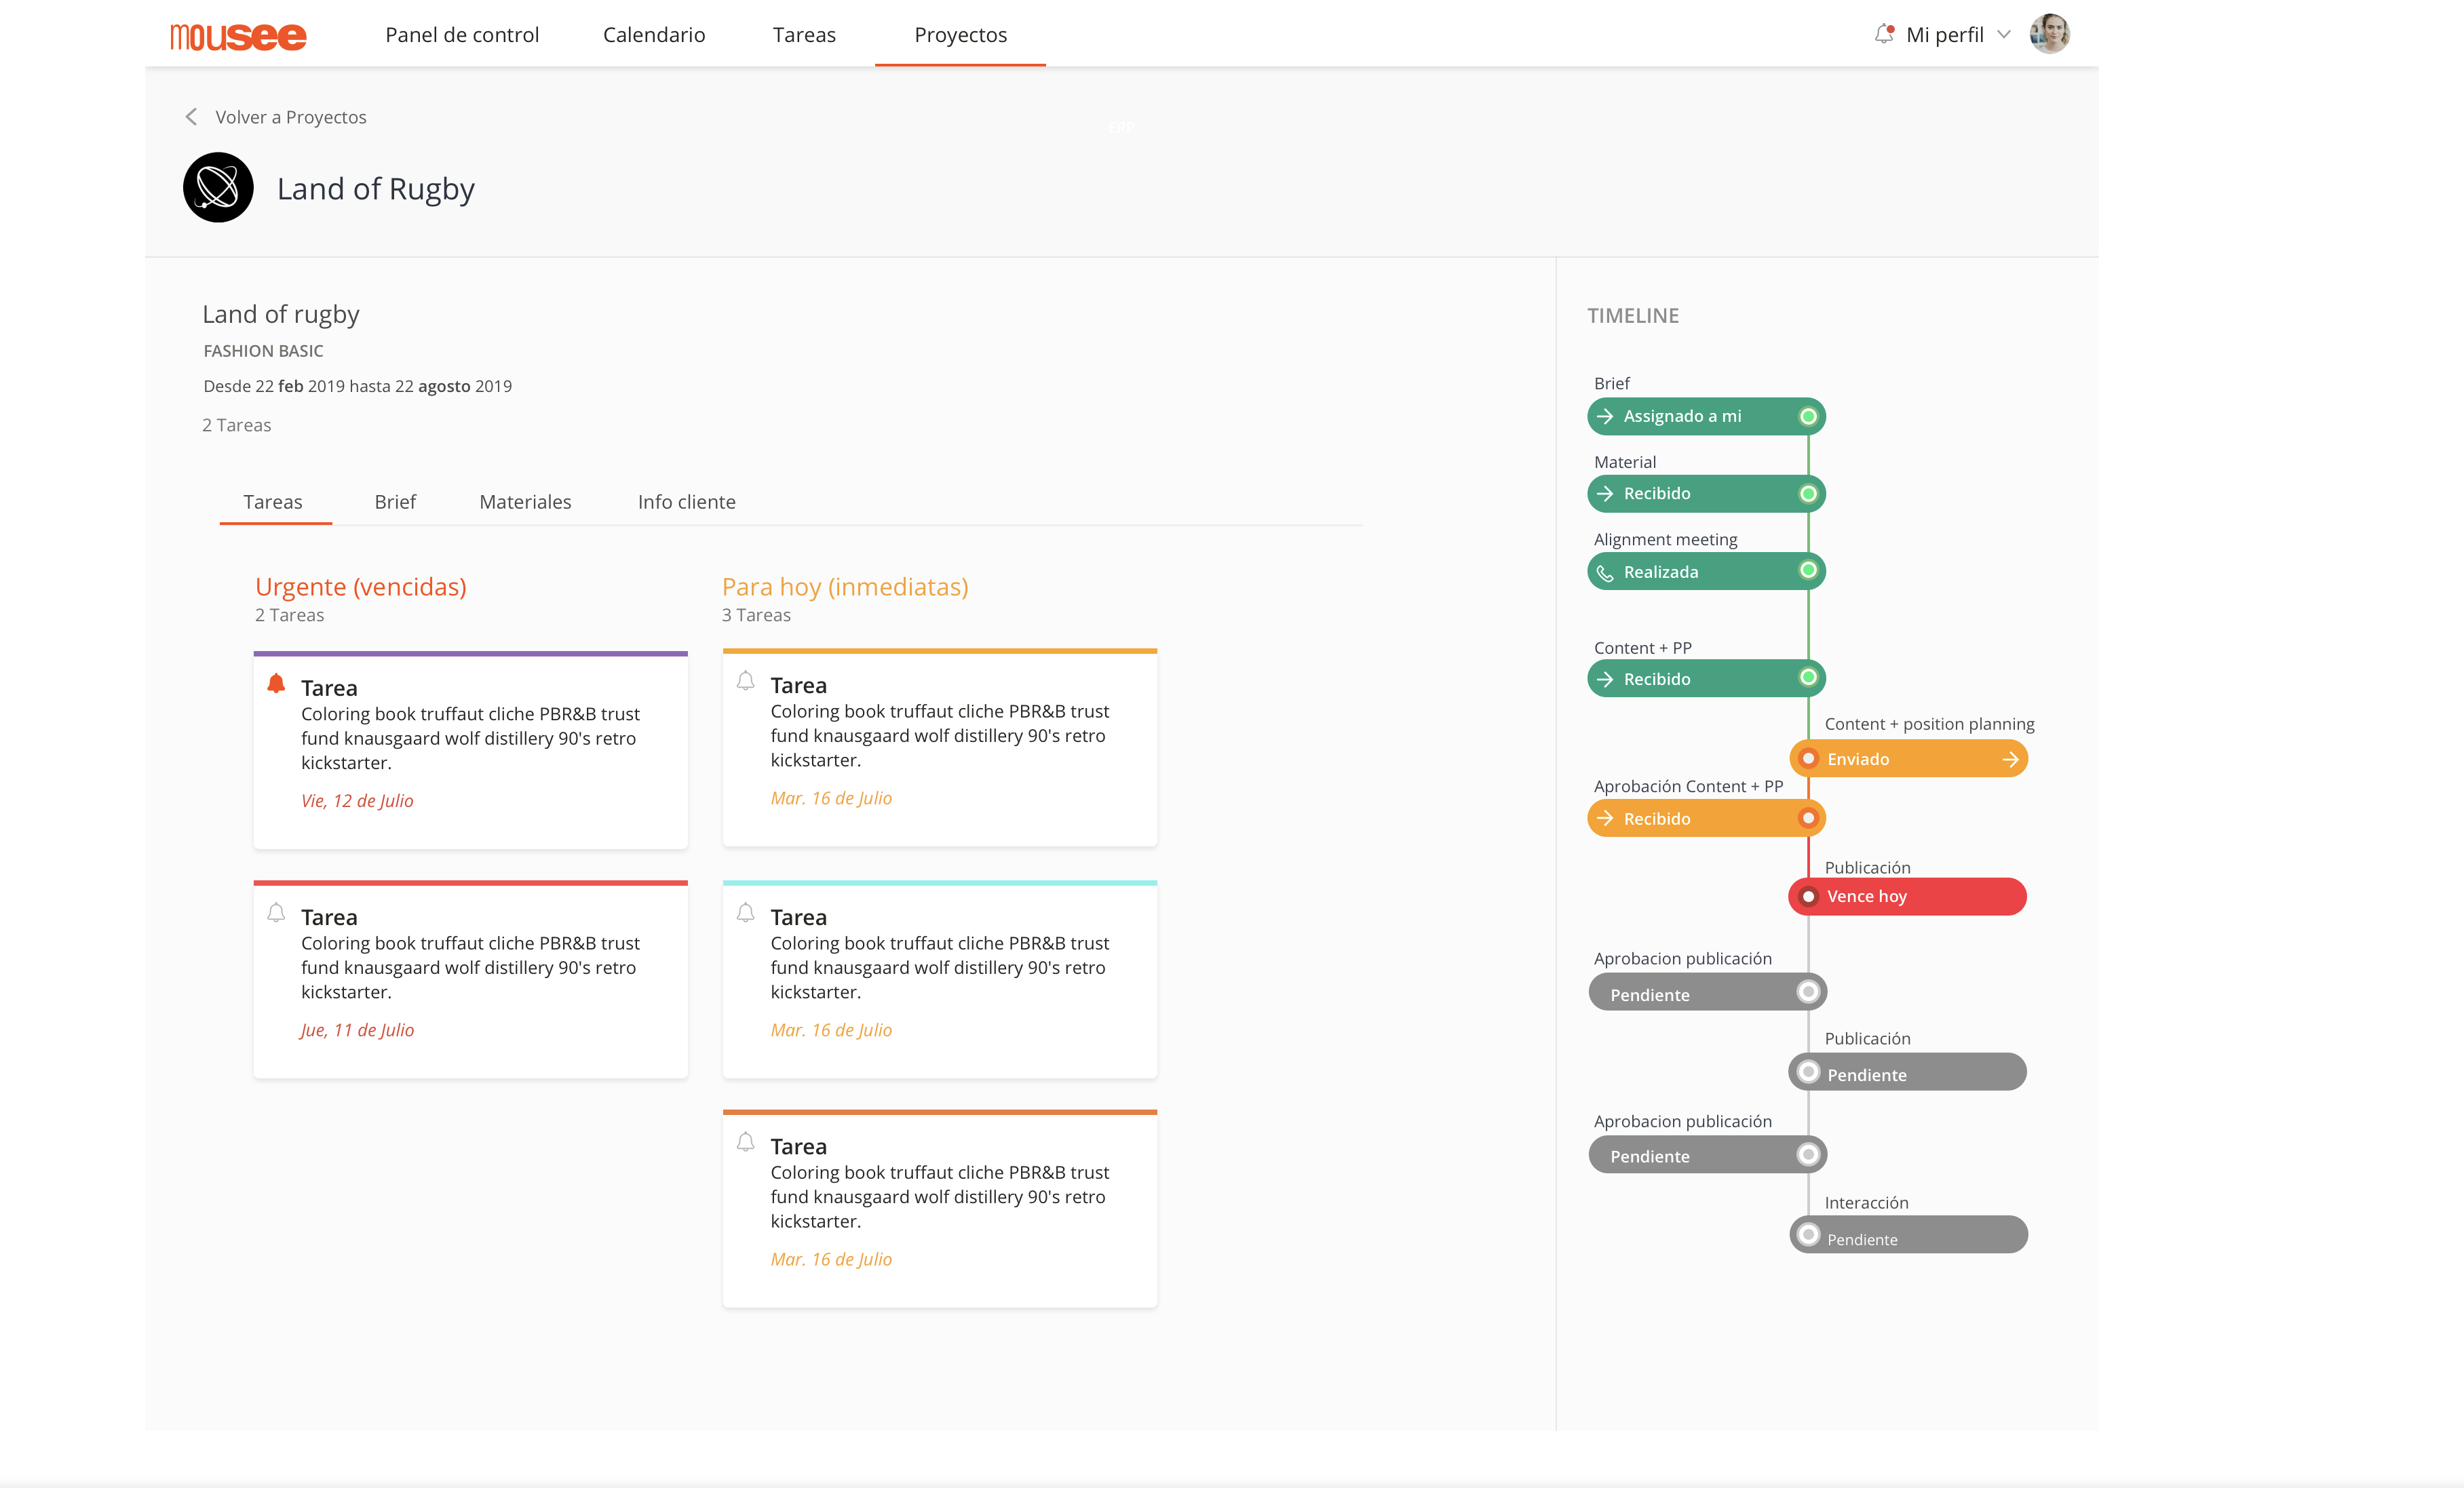 mousee
Panel de control
Calendario
Tareas
Proyectos
Mi perfil
Volver a Proyectos
ERP
Land of Rugby
Land of rugby
FASHION BASIC
Desde 22 feb 2019 hasta 22 agosto 2019
2 Tareas
Tareas
Brief
Materiales
Info cliente
Urgente (vencidas)
2 Tareas
Tarea
Coloring book truffaut cliche PBR&B trust
fund knausgaard wolf distillery 90's retro
kickstarter.
Vie, 12 de Julio
Tarea
Coloring book truffaut cliche PBR&B trust
fund knausgaard wolf distillery 90's retro
kickstarter.
Jue, 11 de Julio
Para hoy (inmediatas)
3 Tareas
Tarea
Coloring book truffaut cliche PBR&B trust
fund knausgaard wolf distillery 90's retro
kickstarter.
Mar. 16 de Julio
Tarea
Coloring book truffaut cliche PBR&B trust
fund knausgaard wolf distillery 90's retro
kickstarter.
Mar. 16 de Julio
Tarea
Coloring book truffaut cliche PBR&B trust
fund knausgaard wolf distillery 90's retro
kickstarter.
Mar. 16 de Julio
TIMELINE
Brief
Assignado a mi
Material
Recibido
Alignment meeting
Realizada
Content + PP
Recibido
Content + position planning
Enviado
Aprobación Content + PP
Recibido
Publicación
Vence hoy
Aprobacion publicación
Pendiente
Publicación
Pendiente
Aprobacion publicación
Pendiente
Interacción
Pendiente